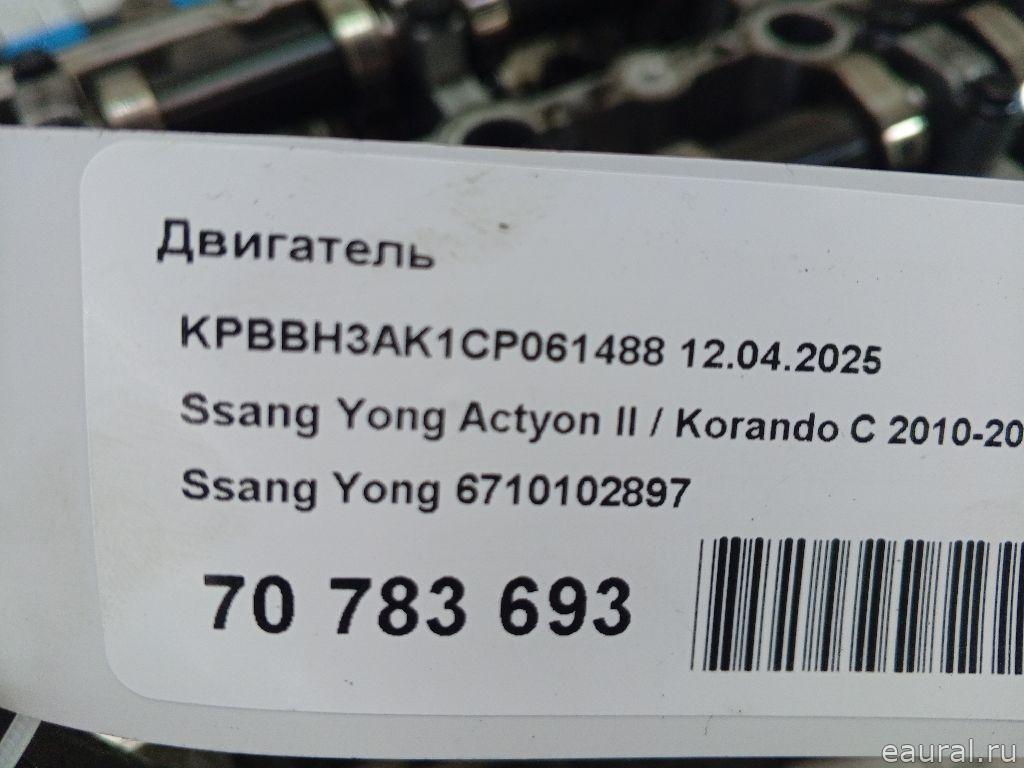 Двигатель
KPBBH3AK1CP061488 12.04.2025
Ssang Yong Actyon II / Korando C 2010-20
Ssang Yong 6710102897
70 783 693
eaural.ru